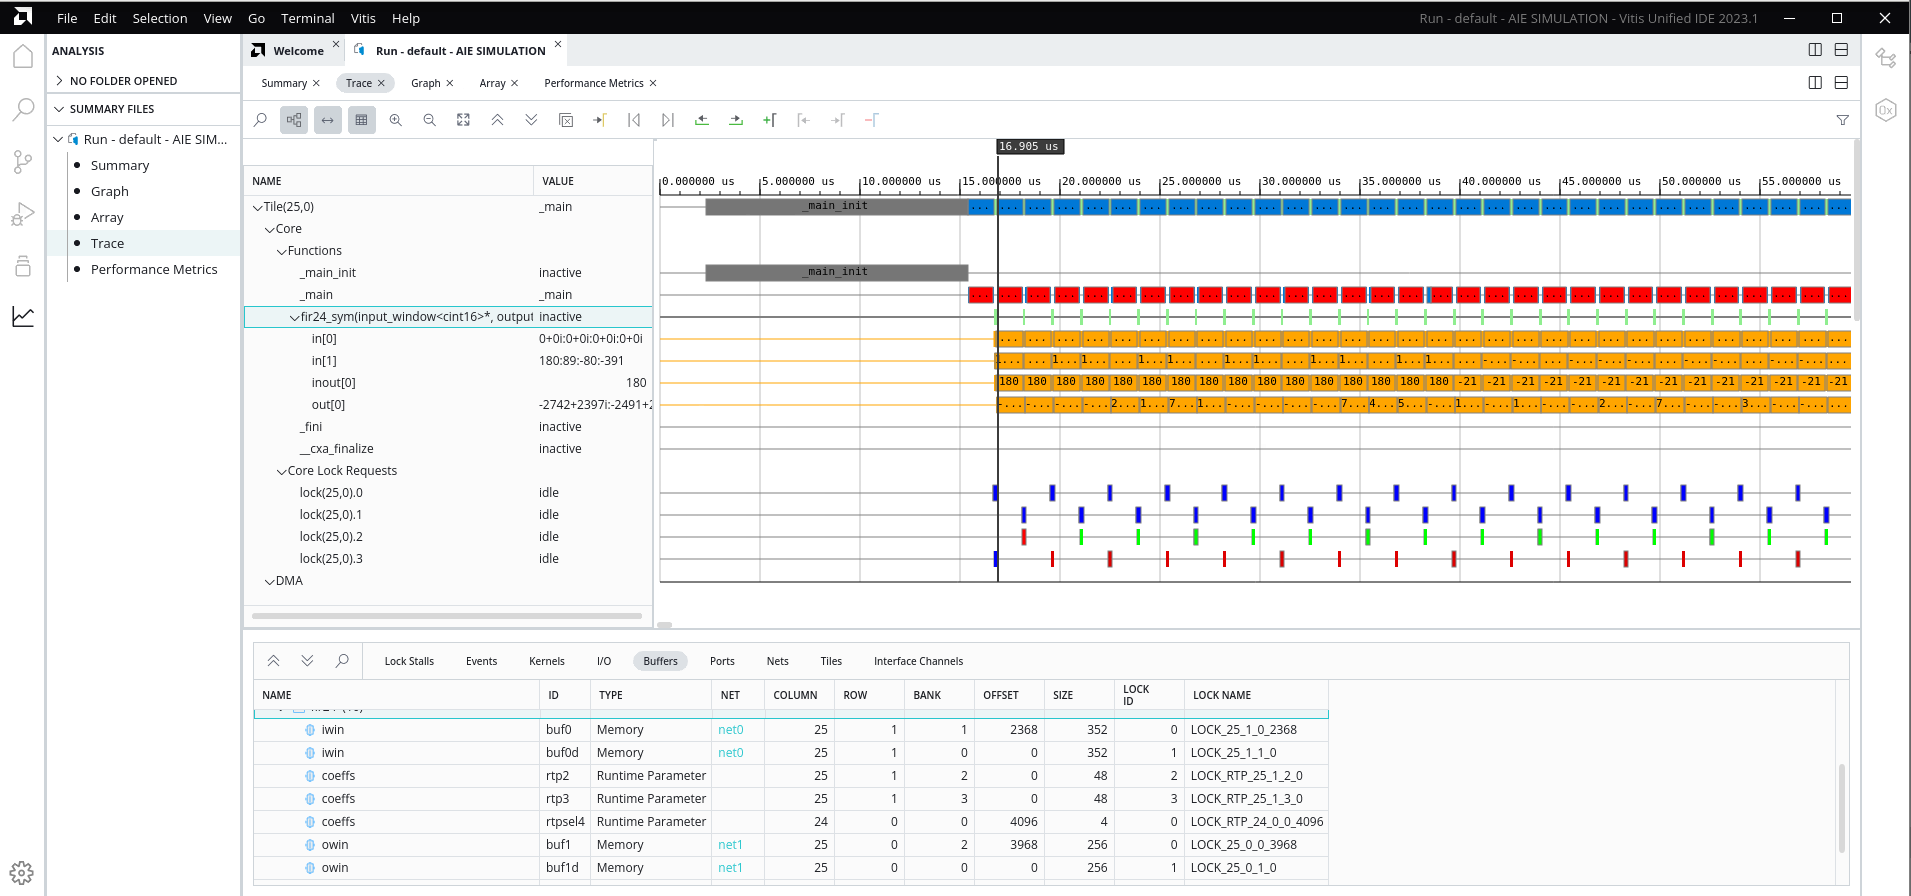 File Edit Selection View Go Terminal Vitis Help
Run - default - AIE SIMULATION - Vitis Unified IDE 2023.1
ANALYSIS
NO FOLDER OPENED
SUMMARY FILES
Run - default - AIE SIM...
Summary
Graph
Array
Trace
Performance Metrics
Welcome
Run - default - AIE SIMULATION
Summary Trace Graph Array Performance Metrics
16.905 us
NAME VALUE
0.000000 us 5.000000 us 10.000000 us 15.000000 us 20.000000 us 25.000000 us 30.000000 us 35.000000 us 40.000000 us 45.000000 us 50.000000 us 55.000000 us
Tile(25,0) _main
_main_init
Core
Functions
_main_init inactive
_main_init
_main _main
fir24_sym(input_window<cint16>*, output inactive
in[0] 0+0i:0+0i:0+0i:0+0i
in[1] 180:89:-80:-391
inout[0] 180
180 180 180 180 180 180 180 180 180 180 180 180 180 180 180 180 -21 -21 -21 -21 -21 -21 -21 -21 -21 -21 -21 -21 -21 -21
out[0] -2742+2397i:-2491+2
_fini inactive
__cxa_finalize inactive
Core Lock Requests
lock(25,0).0 idle
lock(25,0).1 idle
lock(25,0).2 idle
lock(25,0).3 idle
DMA
Lock Stalls Events Kernels I/O Buffers Ports Nets Tiles Interface Channels
NAME ID TYPE NET COLUMN ROW BANK OFFSET SIZE LOCK ID LOCK NAME
iwin buf0 Memory net0 25 1 1 2368 352 0 LOCK_25_1_0_2368
iwin buf0d Memory net0 25 1 0 0 352 1 LOCK_25_1_1_0
coeffs rtp2 Runtime Parameter 25 1 2 0 48 2 LOCK_RTP_25_1_2_0
coeffs rtp3 Runtime Parameter 25 1 3 0 48 3 LOCK_RTP_25_1_3_0
coeffs rtpsel4 Runtime Parameter 24 0 0 4096 4 0 LOCK_RTP_24_0_0_4096
owin buf1 Memory net1 25 0 2 3968 256 0 LOCK_25_0_0_3968
owin buf1d Memory net1 25 0 0 0 256 1 LOCK_25_0_1_0